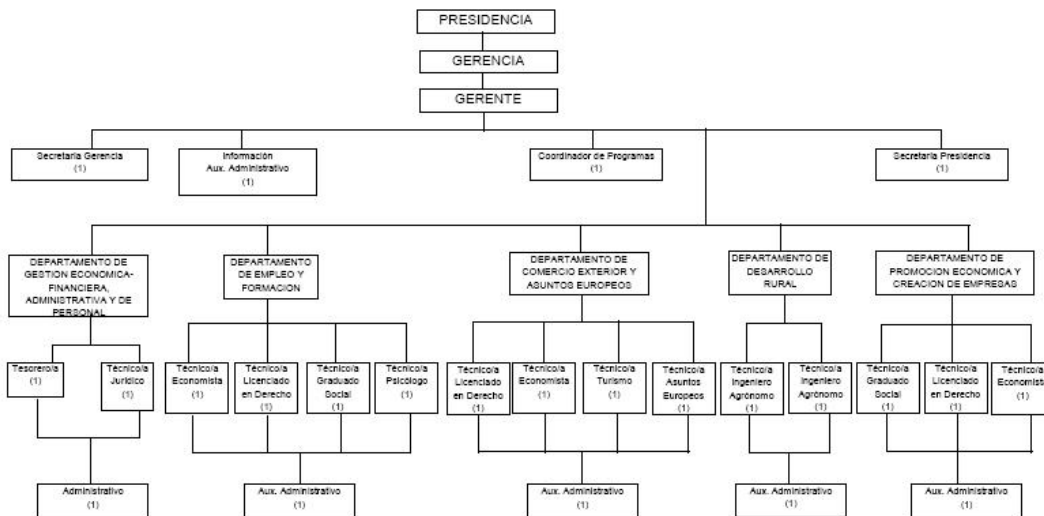 PRESIDENCIA
GERENCIA
GERENTE
Secretaria Gerencia
(1)
Información
Aux. Administrativo
(1)
Coordinador de Programas
(1)
Secretaria Presidencia
(1)
DEPARTAMENTO DE
GESTION ECONOMICA-
FINANCIERA,
ADMINISTRATIVA Y DE
PERSONAL
DEPARTAMENTO
DE EMPLEO Y
FORMACION
DEPARTAMENTO DE
COMERCIO EXTERIOR Y
ASUNTOS EUROPEOS
DEPARTAMENTO DE
DESARROLLO
RURAL
DEPARTAMENTO DE
PROMOCION ECONOMICA Y
CREACION DE EMPRESAS
Tesorero/a
(1)
Técnico/a
Jurídico
(1)
Técnico/a
Economista
(1)
Técnico/a
Licenciado
en Derecho
(1)
Técnico/a
Graduado
Social
(1)
Técnico/a
Psicólogo
(1)
Técnico/a
Licenciado
en Derecho
(1)
Técnico/a
Economista
(1)
Técnico/a
Turismo
(1)
Técnico/a
Asuntos
Europeos
(1)
Técnico/a
Ingeniero
Agrónomo
(1)
Técnico/a
Ingeniero
Agrónomo
(1)
Técnico/a
Graduado
Social
(1)
Técnico/a
Licenciado
en Derecho
(1)
Técnico/a
Economista
(1)
Administrativo
(1)
Aux. Administrativo
(1)
Aux. Administrativo
(1)
Aux. Administrativo
(1)
Aux. Administrativo
(1)